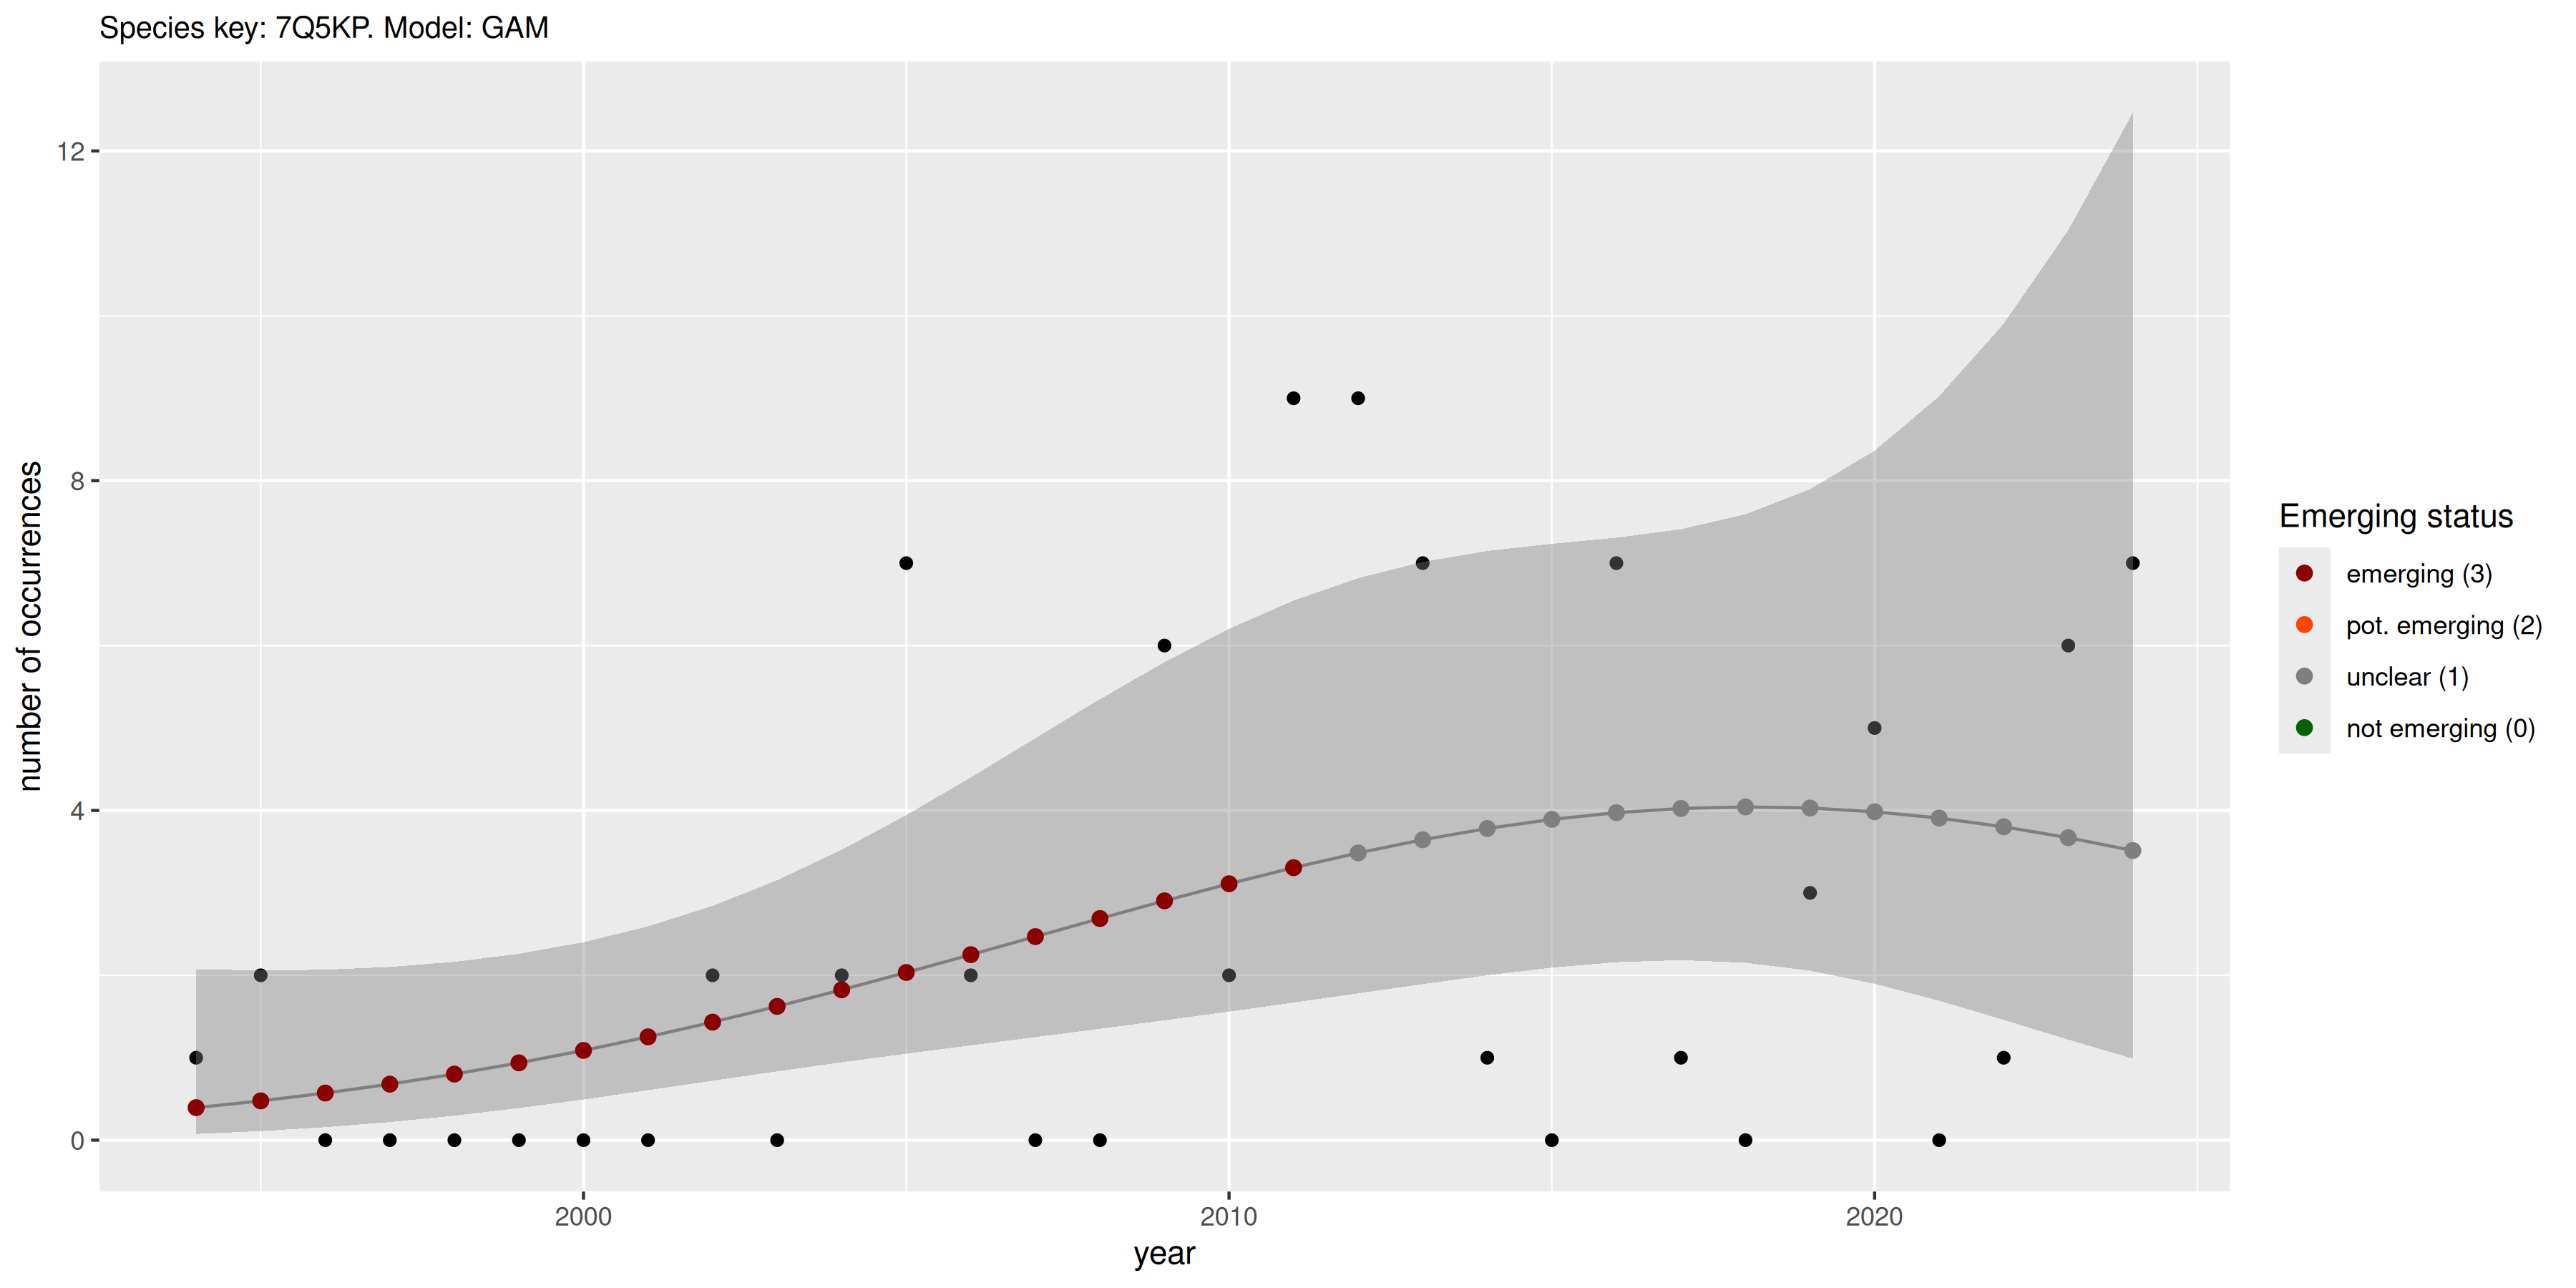 Species key: 7Q5KP. Model: GAM
12
8
4
0
number of occurrences
2000
2010
2020
year
Emerging status
emerging (3)
pot. emerging (2)
unclear (1)
not emerging (0)